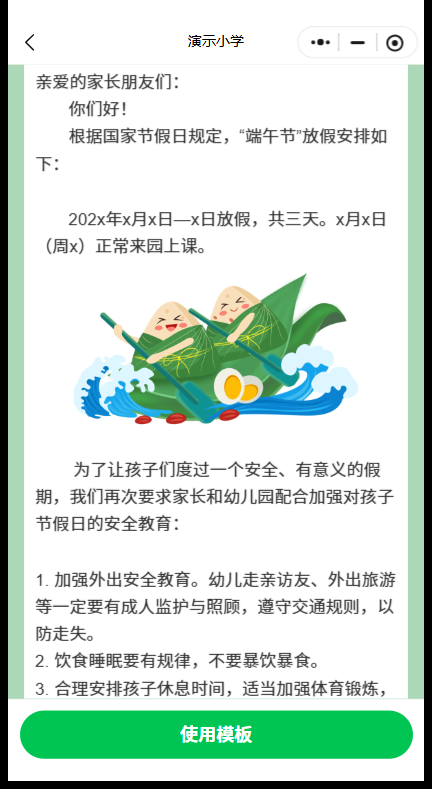 演示小学
亲爱的家长朋友们：
你们好！
根据国家节假日规定，“端午节”放假安排如
下：
202x年x月x日—x日放假，共三天。x月x日
（周x）正常来园上课。
为了让孩子们度过一个安全、有意义的假
期，我们再次要求家长和幼儿园配合加强对孩子
节假日的安全教育：
1. 加强外出安全教育。幼儿走亲访友、外出旅游
等一定要有成人监护与照顾，遵守交通规则，以
防走失。
2. 饮食睡眠要有规律，不要暴饮暴食。
3. 合理安排孩子休息时间，适当加强体育锻炼，
使用模板